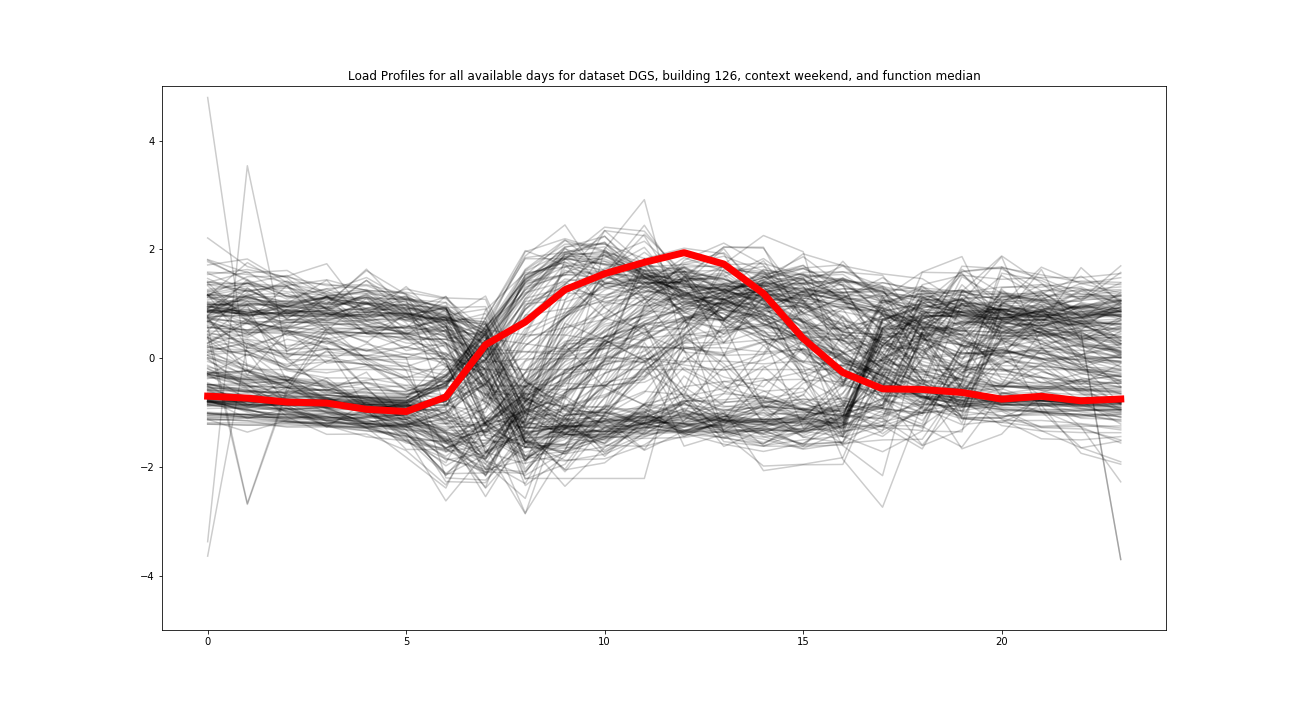 Load Profiles for all available days for dataset DGS, building 126, context weekend, and function median
4
2
0
−2
−4
0 5 10 15 20